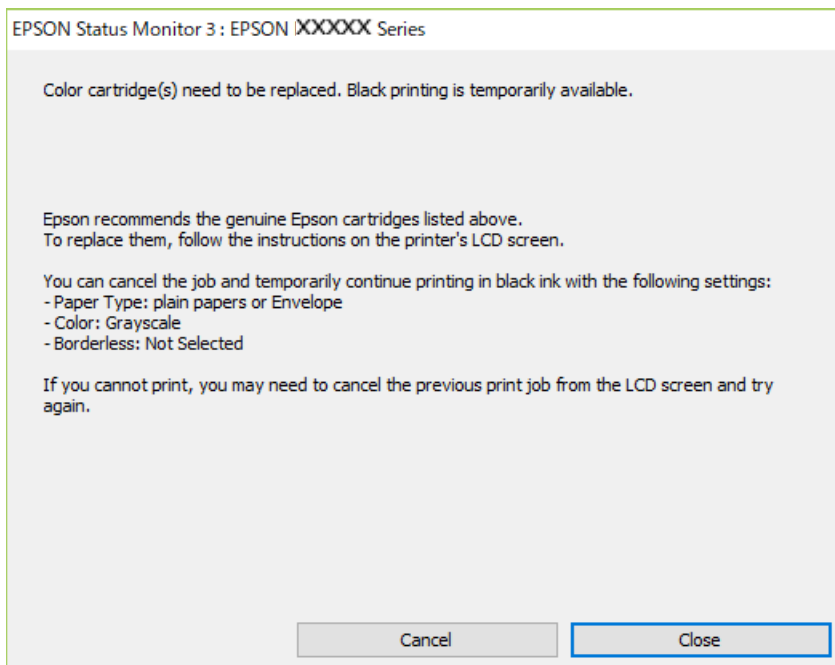 EPSON Status Monitor 3 : EPSON XXXXX Series
Color cartridge(s) need to be replaced. Black printing is temporarily available.
Epson recommends the genuine Epson cartridges listed above.
To replace them, follow the instructions on the printer's LCD screen.
You can cancel the job and temporarily continue printing in black ink with the following settings:
- Paper Type: plain papers or Envelope
- Color: Grayscale
- Borderless: Not Selected
If you cannot print, you may need to cancel the previous print job from the LCD screen and try
again.
Cancel
Close